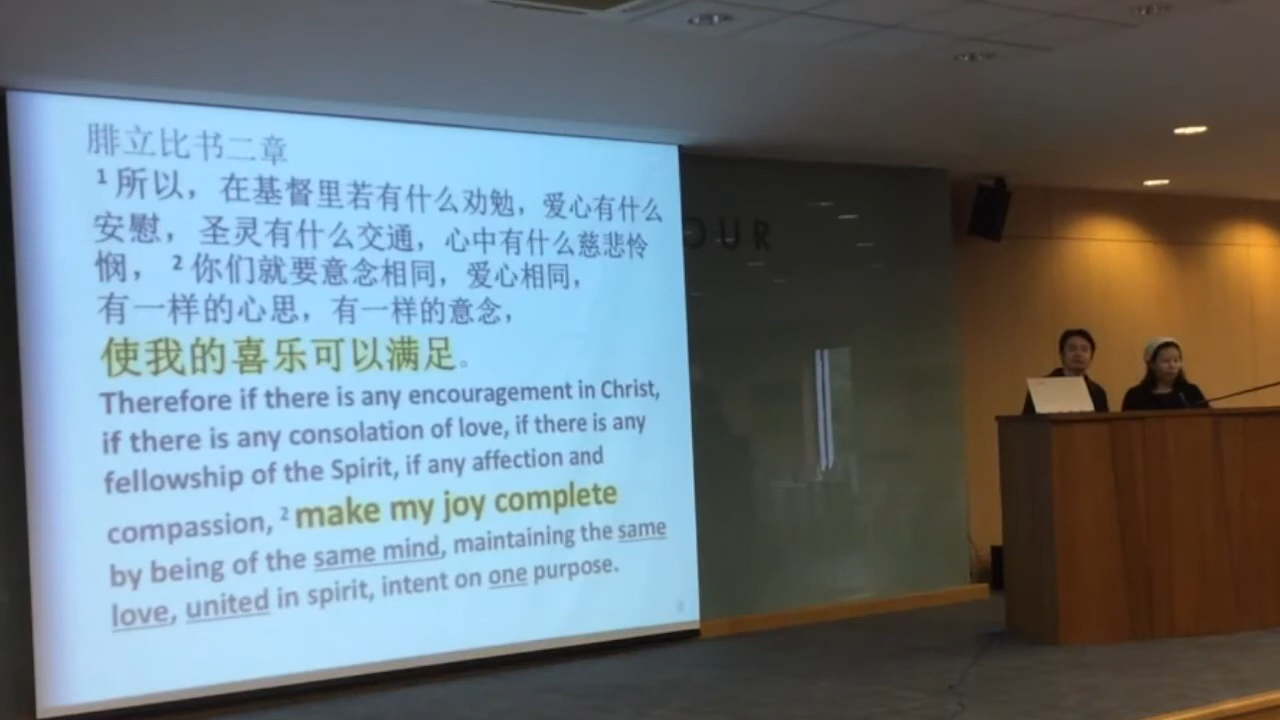 腓立比书二章
¹ 所以，在基督里若有什么劝勉，爱心有什么
安慰，圣灵有什么交通，心中有什么慈悲怜
悯，² 你们就要意念相同，爱心相同，
有一样的心思，有一样的意念，
使我的喜乐可以满足。
Therefore if there is any encouragement in Christ,
if there is any consolation of love, if there is any
fellowship of the Spirit, if any affection and
compassion, ² make my joy complete
by being of the same mind, maintaining the same
love, united in spirit, intent on one purpose.
OUR